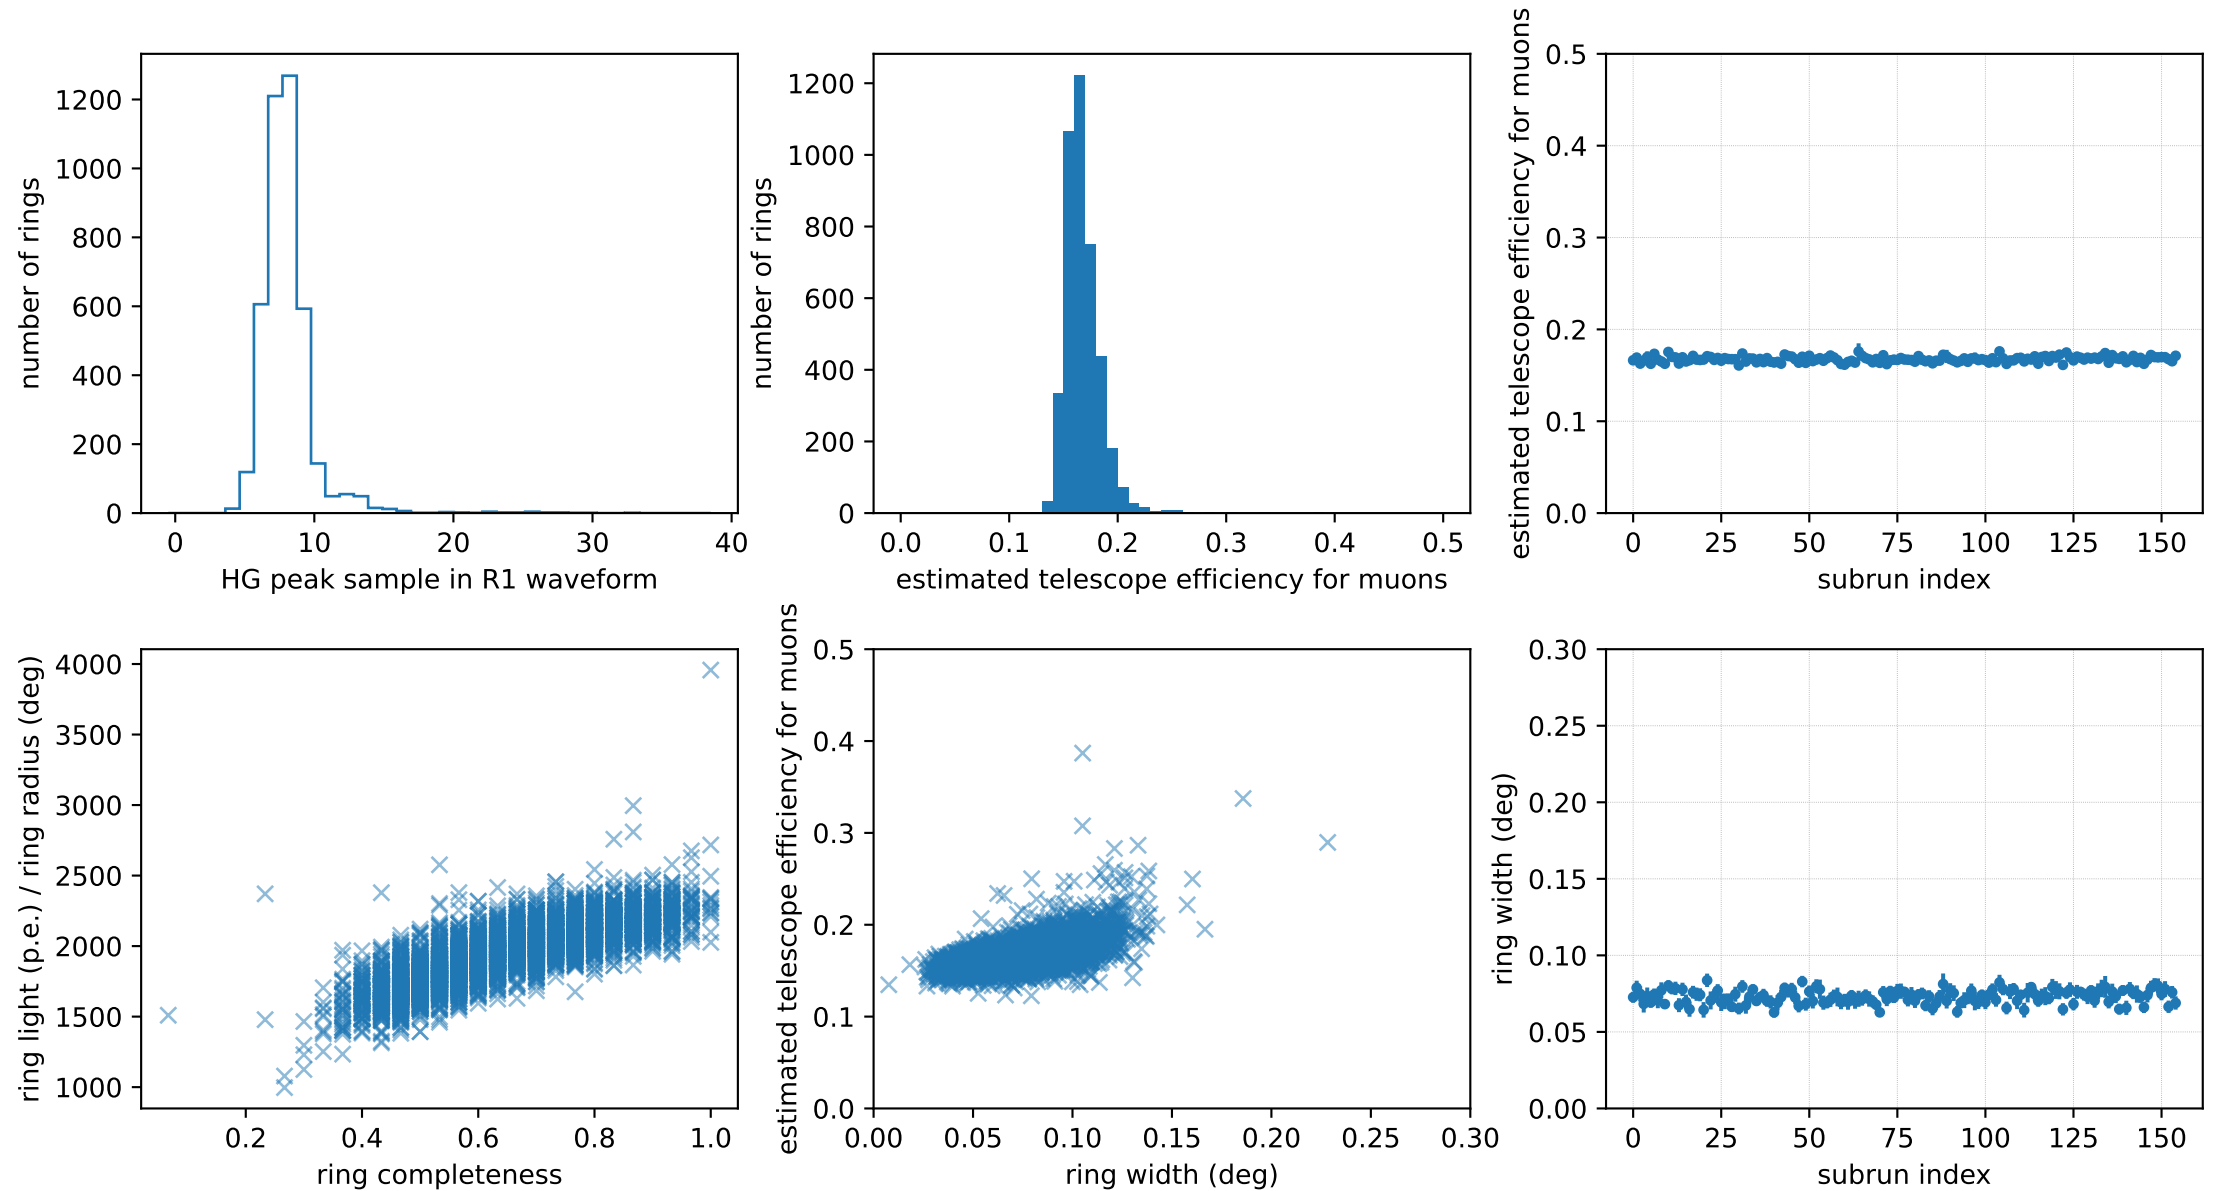 1200
1000
800
600
400
200
0
number of rings
0 10 20 30 40
HG peak sample in R1 waveform
1200
1000
800
600
400
200
0
number of rings
0.0 0.1 0.2 0.3 0.4 0.5
estimated telescope efficiency for muons
0.5
0.4
0.3
0.2
0.1
0.0
estimated telescope efficiency for muons
0 25 50 75 100 125 150
subrun index
4000
3500
3000
2500
2000
1500
1000
ring light (p.e.) / ring radius (deg)
0.2 0.4 0.6 0.8 1.0
ring completeness
0.5
0.4
0.3
0.2
0.1
0.0
estimated telescope efficiency for muons
0.00 0.05 0.10 0.15 0.20 0.25 0.30
ring width (deg)
0.30
0.25
0.20
0.15
0.10
0.05
0.00
ring width (deg)
0 25 50 75 100 125 150
subrun index